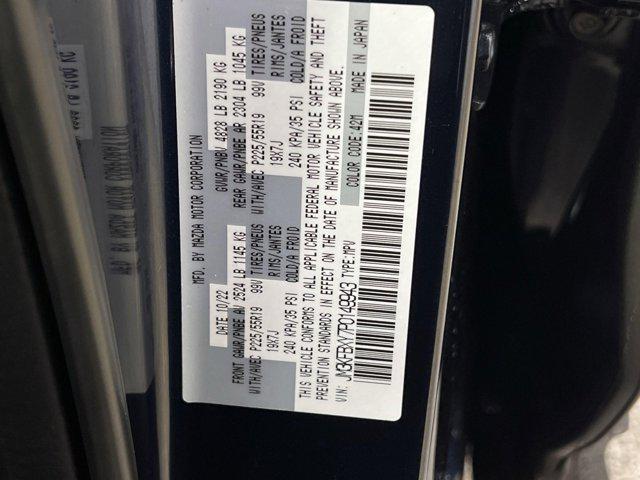 MFD. BY MAZDA MOTOR CORPORATION
DATE 10/22 GVWR/PNBV 4828 LB 2190 KG
FRONT GAWR/PNBE AV 2524 LB 1145 KG REAR GAWR/PNBE AR 2304 LB 1045 KG
WITH/AVEC P225/55R19 99V TIRES/PNEUS WITH/AVEC P225/55R19 99V TIRES/PNEUS
19X7J RIMS/JANTES 19X7J RIMS/JANTES
240 KPA/35 PSI COLD/A FROID 240 KPA/35 PSI COLD/A FROID
THIS VEHICLE CONFORMS TO ALL APPLICABLE FEDERAL MOTOR VEHICLE SAFETY AND THEFT
PREVENTION STANDARDS IN EFFECT ON THE DATE OF MANUFACTURE SHOWN ABOVE.
VIN: JM3KFBXY7P0149943 TYPE: MPV
COLOR CODE: 42M MADE IN JAPAN